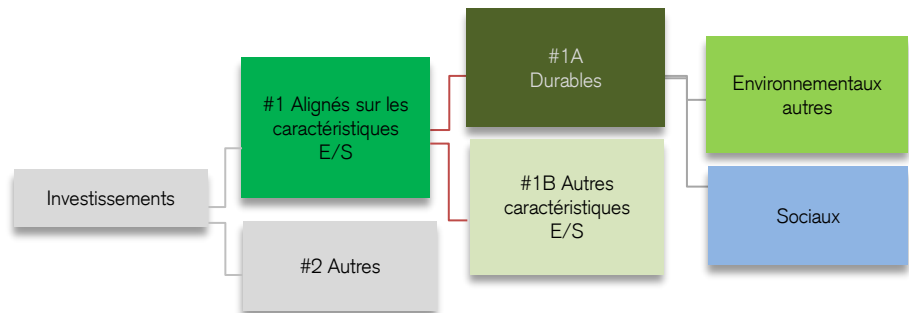 Investissements
#1 Alignés sur les
caractéristiques
E/S
#2 Autres
#1A
Durables
#1B Autres
caractéristiques
E/S
Environnementaux
autres
Sociaux